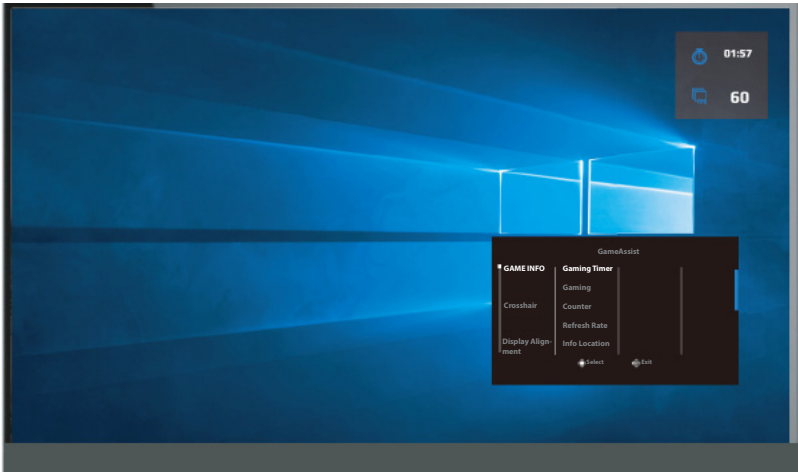 01:57
60
GameAssist
GAME INFO
Gaming Timer
Gaming
Crosshair
Counter
Refresh Rate
Display Align-
ment
Info Location
Select
Exit